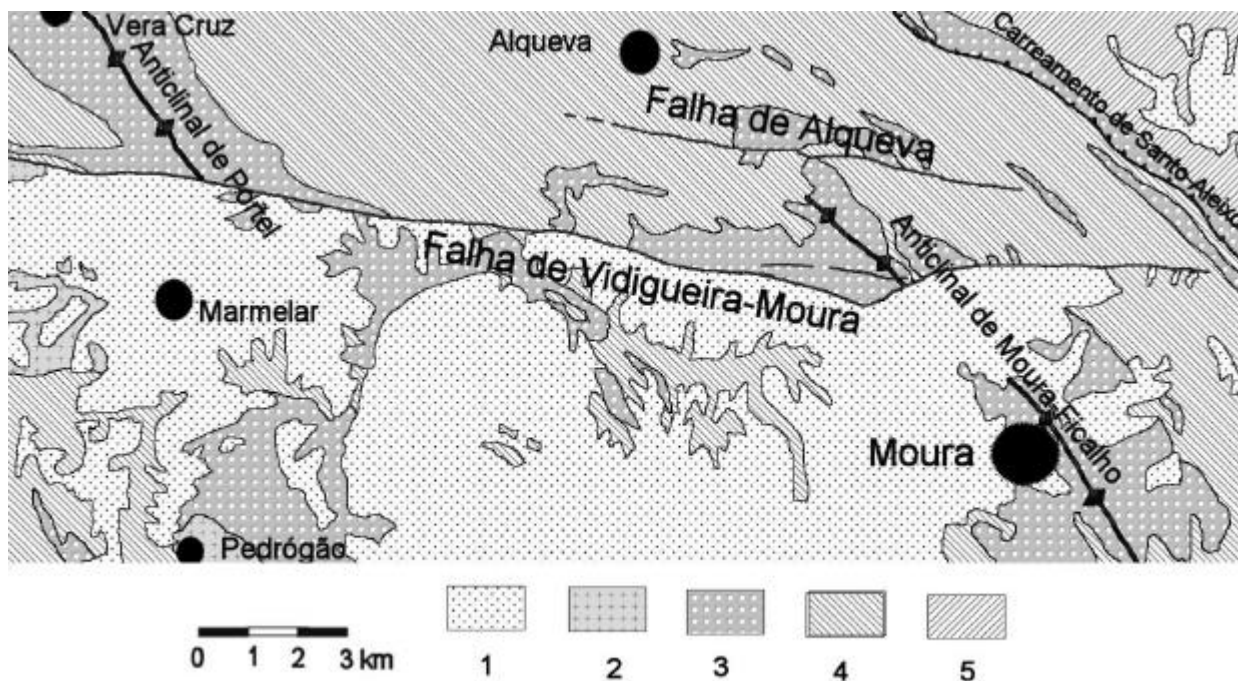 Vera Cruz
Anticlinal de Portel
Alqueva
Falha de Alqueva
Carreamento de Santo Aleixo
Falha de Vidigueira-Moura
Anticlinal de Moura-Ficalho
Marmelar
Moura
Pedrógão
0 1 2 3 km
1 2 3 4 5